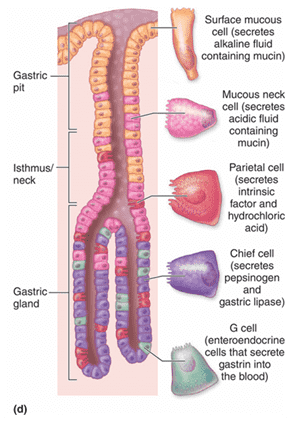 Surface mucous
cell (secretes
alkaline fluid
containing mucin)
Gastric
pit
Mucous neck
cell (secretes
acidic fluid
containing
mucin)
Isthmus/
neck
Parietal cell
(secretes
intrinsic
factor and
hydrochloric
acid)
Chief cell
(secretes
pepsinogen
and
gastric lipase)
Gastric
gland
G cell
(enteroendocrine
cells that secrete
gastrin into
the blood)
(d)